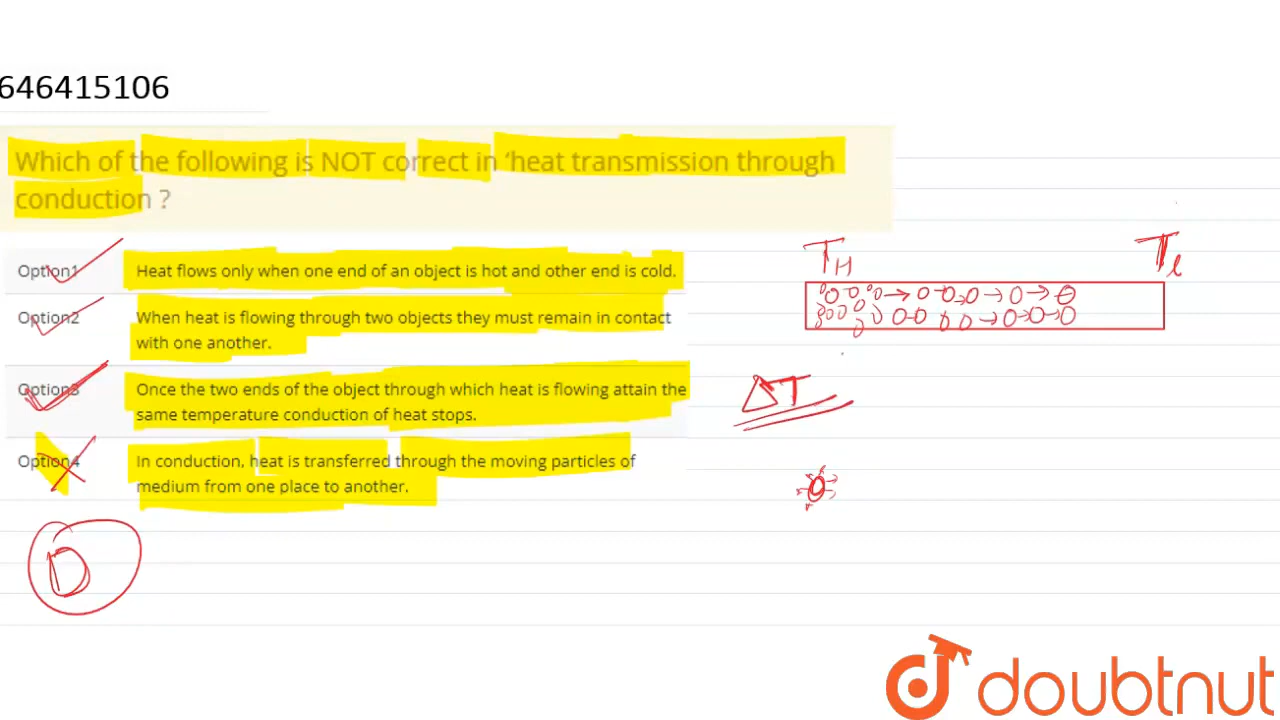 646415106
Which of the following is NOT correct in ‘heat transmission through
conduction ?
Option1 Heat flows only when one end of an object is hot and other end is cold.
Option2 When heat is flowing through two objects they must remain in contact
with one another.
Option3 Once the two ends of the object through which heat is flowing attain the
same temperature conduction of heat stops.
Option4 In conduction, heat is transferred through the moving particles of
medium from one place to another.
D
T_H T_L
ΔT
doubtnut